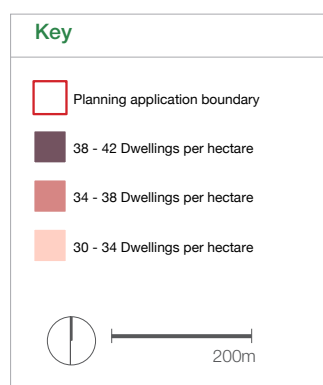 Key
Planning application boundary
38 - 42 Dwellings per hectare
34 - 38 Dwellings per hectare
30 - 34 Dwellings per hectare
200m